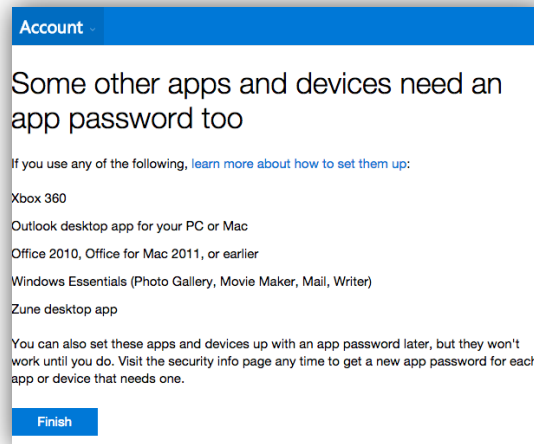 Account
Some other apps and devices need an
app password too
If you use any of the following, learn more about how to set them up:
Xbox 360
Outlook desktop app for your PC or Mac
Office 2010, Office for Mac 2011, or earlier
Windows Essentials (Photo Gallery, Movie Maker, Mail, Writer)
Zune desktop app
You can also set these apps and devices up with an app password later, but they won't
work until you do. Visit the security info page any time to get a new app password for each
app or device that needs one.
Finish